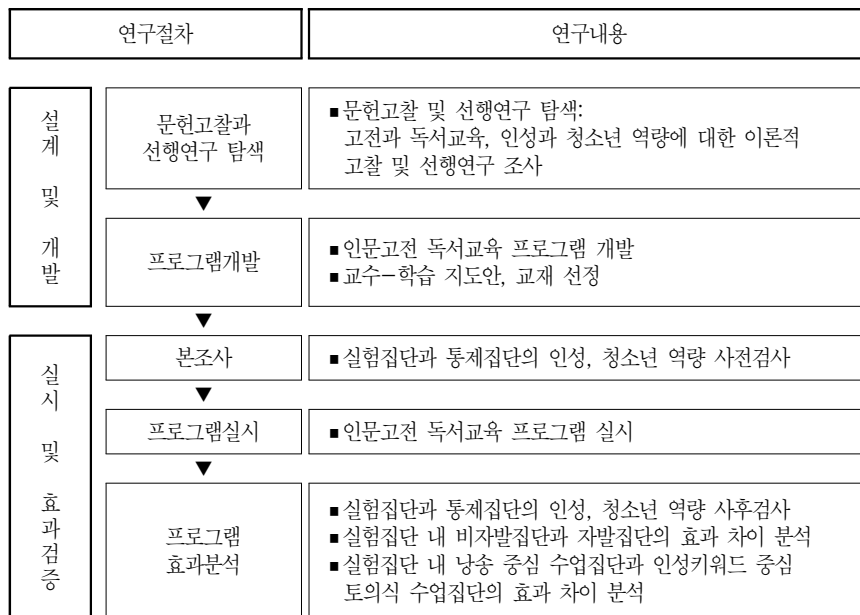 연구절차
연구내용
설계 및 개발
문헌고찰과
선행연구 탐색
■문헌고찰 및 선행연구 탐색:
고전과 독서교육, 인성과 청소년 역량에 대한 이론적
고찰 및 선행연구 조사
▼
프로그램개발
■인문고전 독서교육 프로그램 개발
■교수-학습 지도안, 교재 선정
▼
실시 및 효과검증
본조사
■실험집단과 통제집단의 인성, 청소년 역량 사전검사
▼
프로그램실시
■인문고전 독서교육 프로그램 실시
▼
프로그램
효과분석
■실험집단과 통제집단의 인성, 청소년 역량 사후검사
■실험집단 내 비자발집단과 자발집단의 효과 차이 분석
■실험집단 내 낭송 중심 수업집단과 인성키워드 중심
토의식 수업집단의 효과 차이 분석